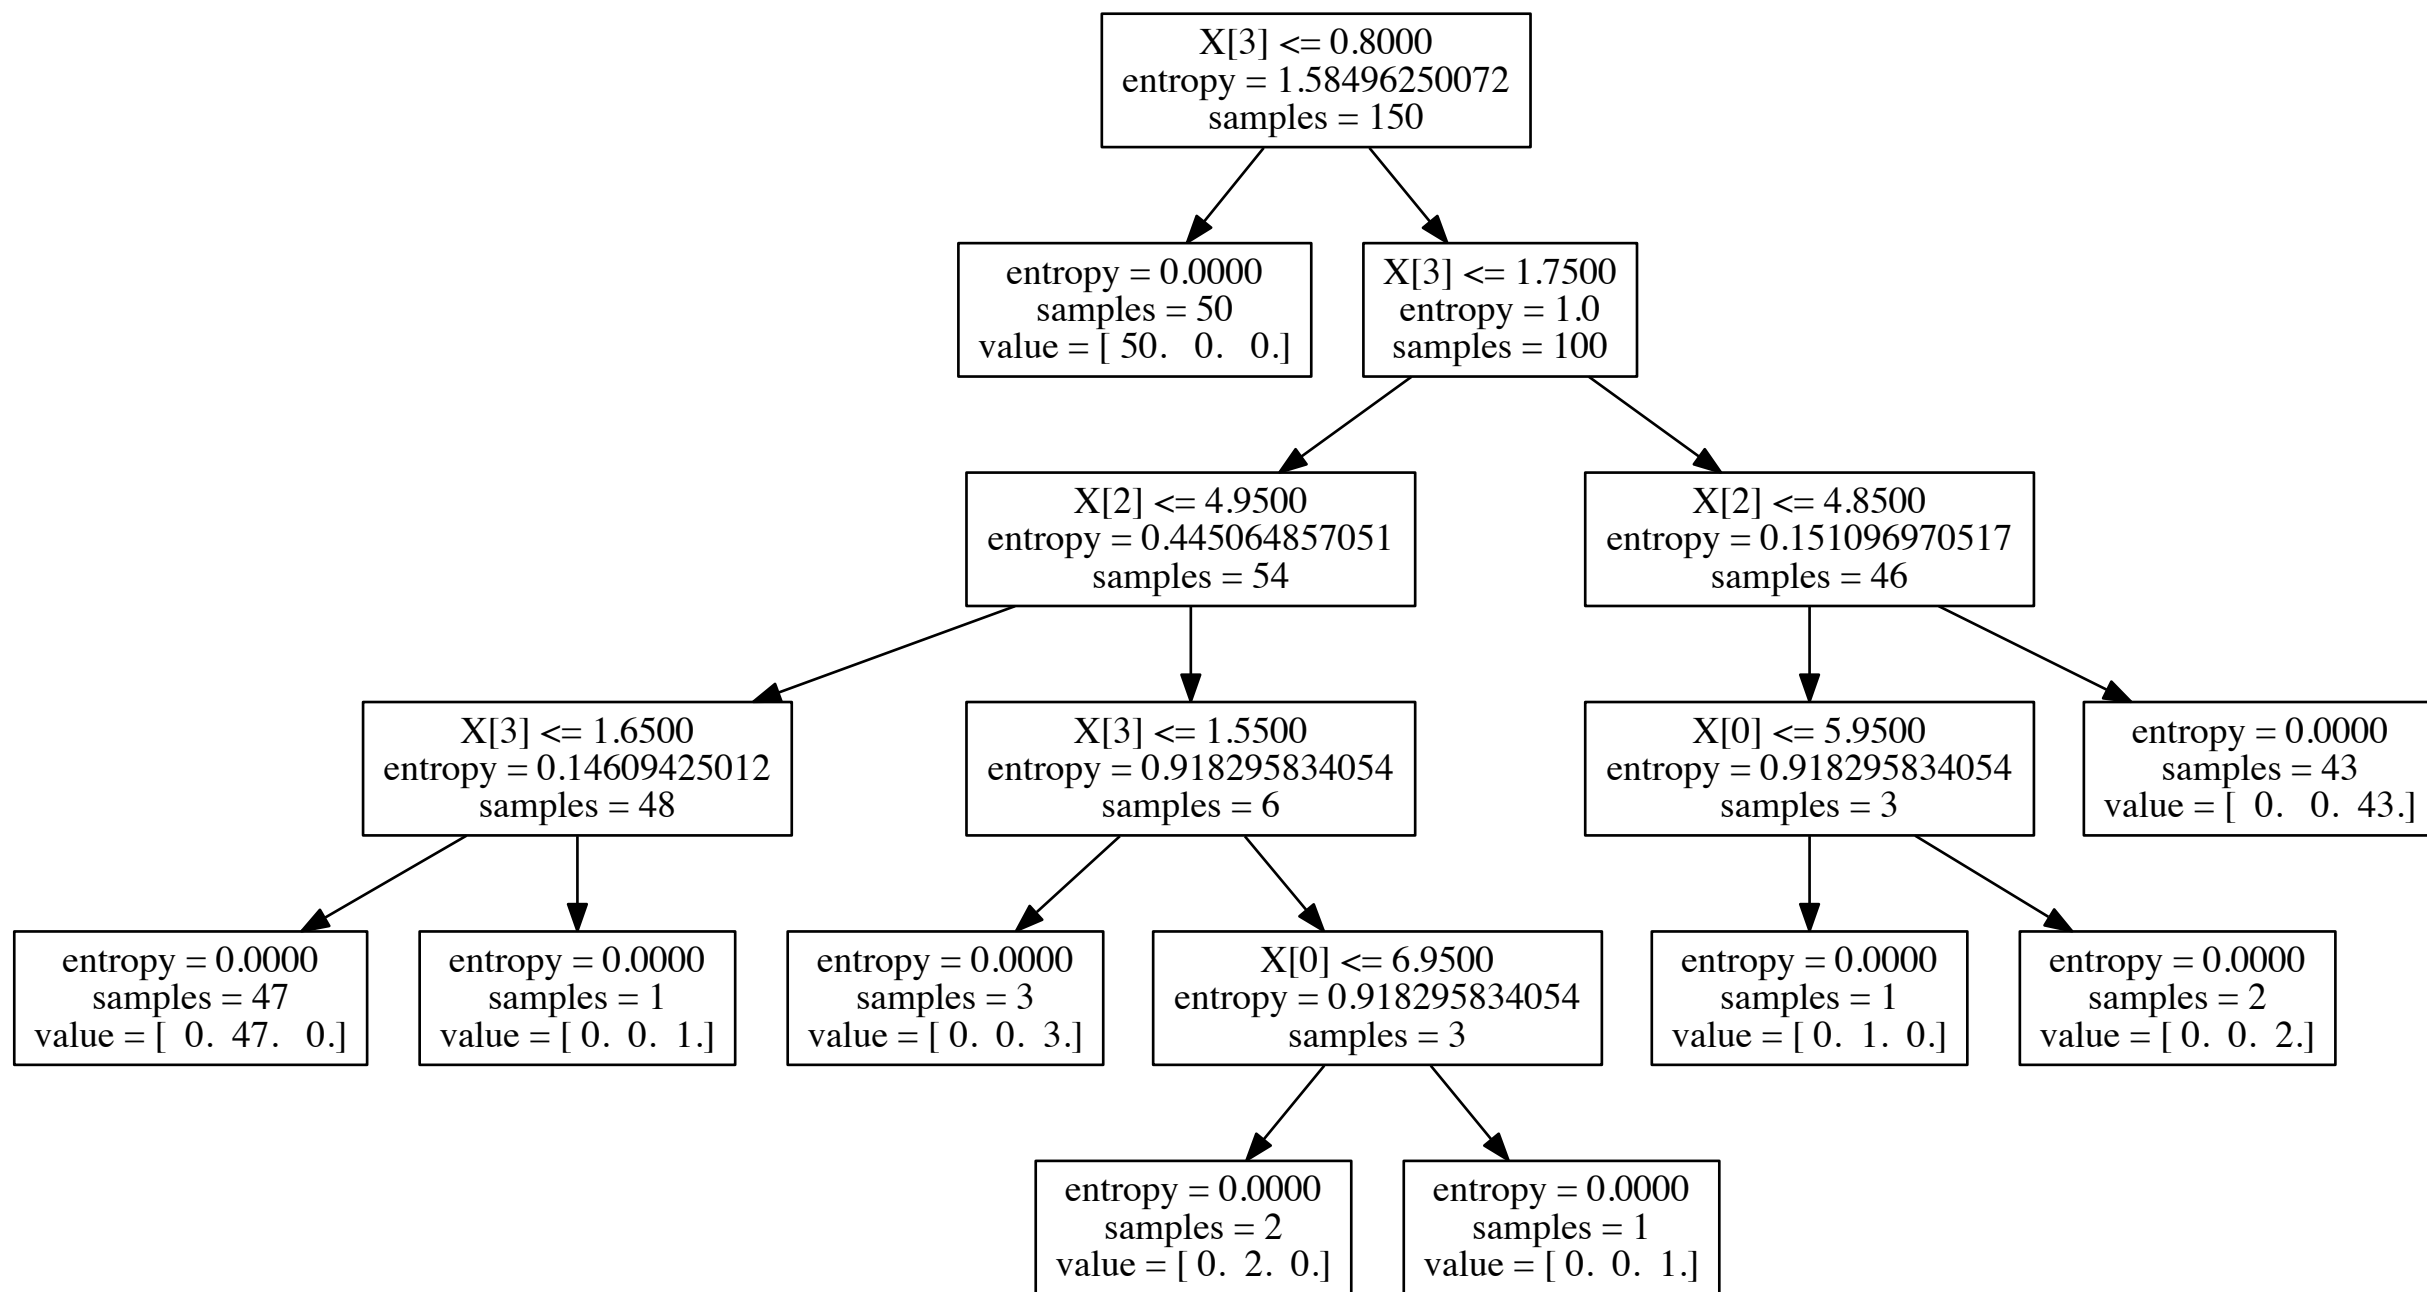 X[3] <= 0.8000
entropy = 1.58496250072
samples = 150
entropy = 0.0000
samples = 50
value = [ 50.   0.   0.]
X[3] <= 1.7500
entropy = 1.0
samples = 100
X[2] <= 4.9500
entropy = 0.445064857051
samples = 54
X[2] <= 4.8500
entropy = 0.151096970517
samples = 46
X[3] <= 1.6500
entropy = 0.14609425012
samples = 48
X[3] <= 1.5500
entropy = 0.918295834054
samples = 6
X[0] <= 5.9500
entropy = 0.918295834054
samples = 3
entropy = 0.0000
samples = 43
value = [  0.   0.  43.]
entropy = 0.0000
samples = 47
value = [  0.  47.   0.]
entropy = 0.0000
samples = 1
value = [ 0.  0.  1.]
entropy = 0.0000
samples = 3
value = [ 0.  0.  3.]
X[0] <= 6.9500
entropy = 0.918295834054
samples = 3
entropy = 0.0000
samples = 1
value = [ 0.  1.  0.]
entropy = 0.0000
samples = 2
value = [ 0.  0.  2.]
entropy = 0.0000
samples = 2
value = [ 0.  2.  0.]
entropy = 0.0000
samples = 1
value = [ 0.  0.  1.]